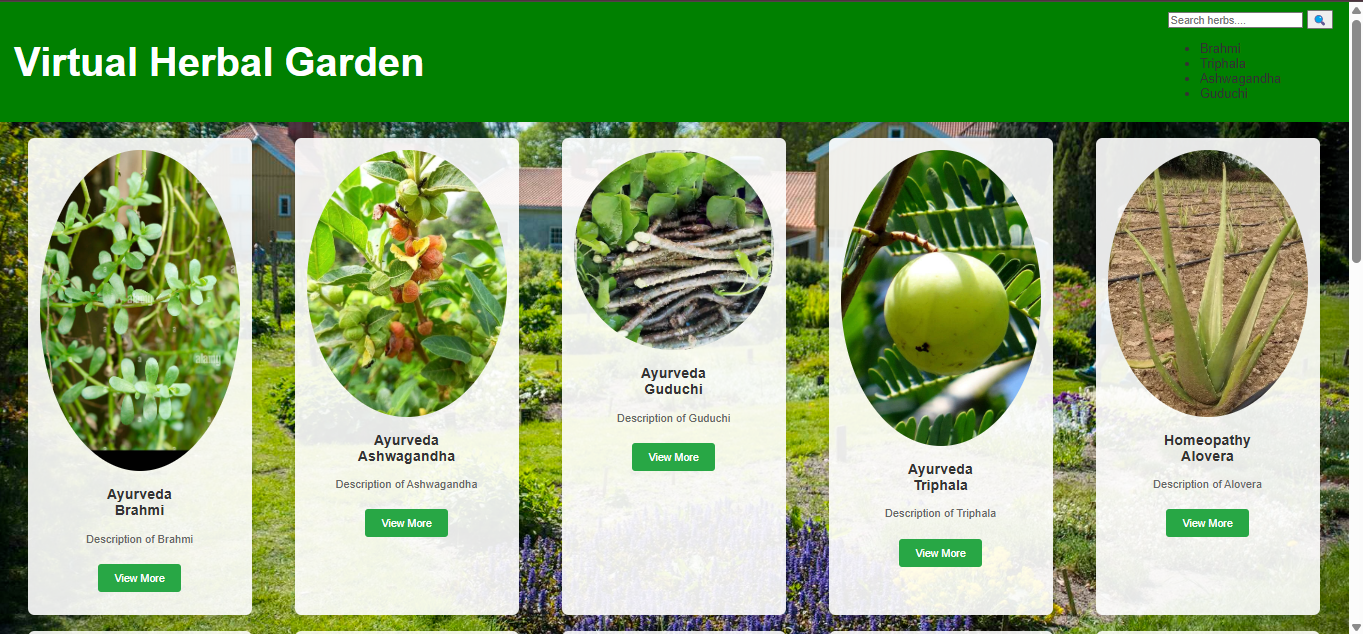 Virtual Herbal Garden
Search herbs....
Brahmi
Triphala
Ashwagandha
Guduchi
alamy
alamy
Ayurveda
Brahmi
Description of Brahmi
View More
Ayurveda
Ashwagandha
Description of Ashwagandha
View More
Ayurveda
Guduchi
Description of Guduchi
View More
Ayurveda
Triphala
Description of Triphala
View More
Homeopathy
Alovera
Description of Alovera
View More